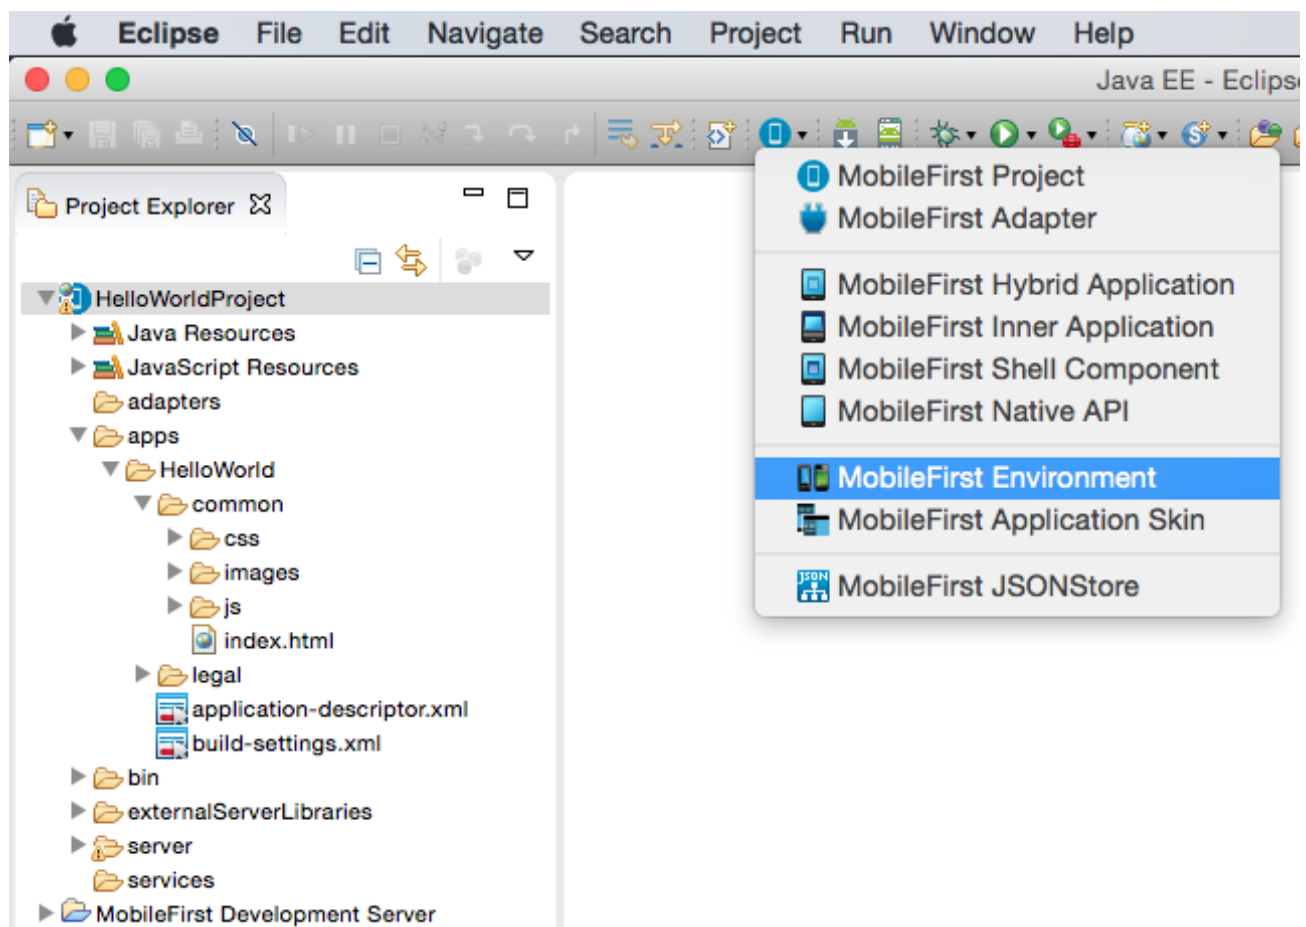 Eclipse File Edit Navigate Search Project Run Window Help
Java EE - Eclips
MobileFirst Project
MobileFirst Adapter
MobileFirst Hybrid Application
MobileFirst Inner Application
MobileFirst Shell Component
MobileFirst Native API
MobileFirst Environment
MobileFirst Application Skin
JSON
MobileFirst JSONStore
Project Explorer
HelloWorldProject
Java Resources
JavaScript Resources
adapters
apps
HelloWorld
common
css
images
js
index.html
legal
application-descriptor.xml
build-settings.xml
bin
externalServerLibraries
server
services
MobileFirst Development Server